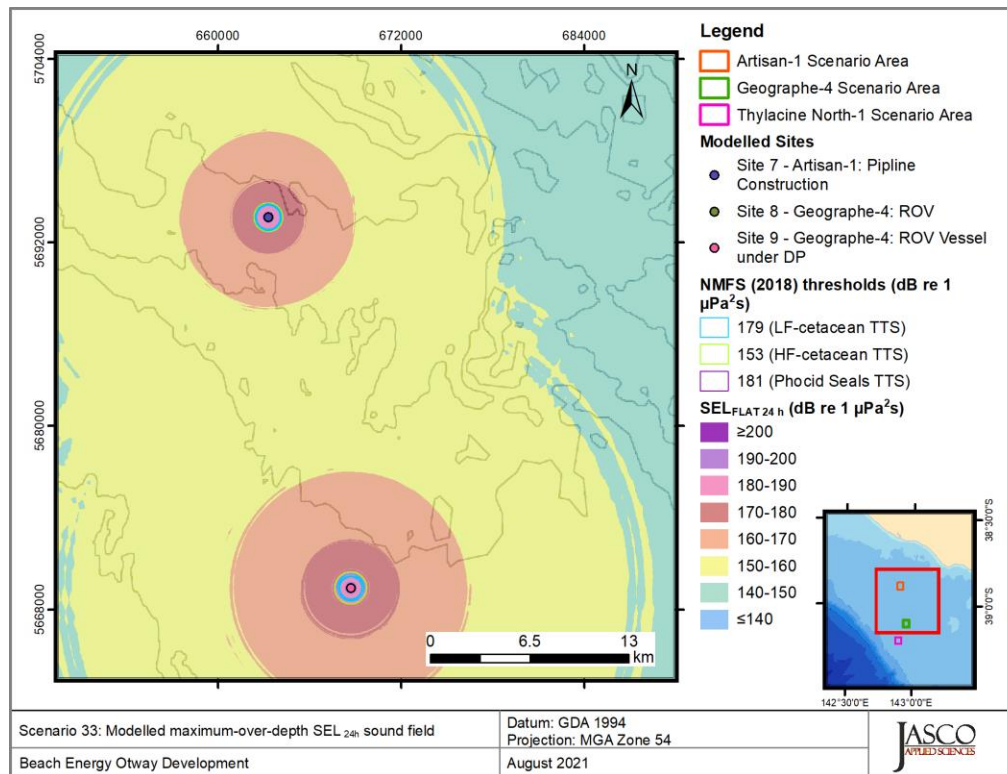 660000
672000
684000
5704000
5692000
5680000
5668000
N
0
6.5
13
km
Legend
Artisan-1 Scenario Area
Geographe-4 Scenario Area
Thylacine North-1 Scenario Area
Modelled Sites
Site 7 - Artisan-1: Pipline
Construction
Site 8 - Geographe-4: ROV
Site 9 - Geographe-4: ROV Vessel
under DP
NMFS (2018) thresholds (dB re 1
µPa²s)
179 (LF-cetacean TTS)
153 (HF-cetacean TTS)
181 (Phocid Seals TTS)
SEL FLAT 24 h (dB re 1 µPa²s)
≥200
190-200
180-190
170-180
160-170
150-160
140-150
≤140
38°30'0"S
39°0'0"S
142°30'0"E
143°0'0"E
Scenario 33: Modelled maximum-over-depth SEL 24h sound field
Beach Energy Otway Development
Datum: GDA 1994
Projection: MGA Zone 54
August 2021
JASCO
APPLIED SCIENCES